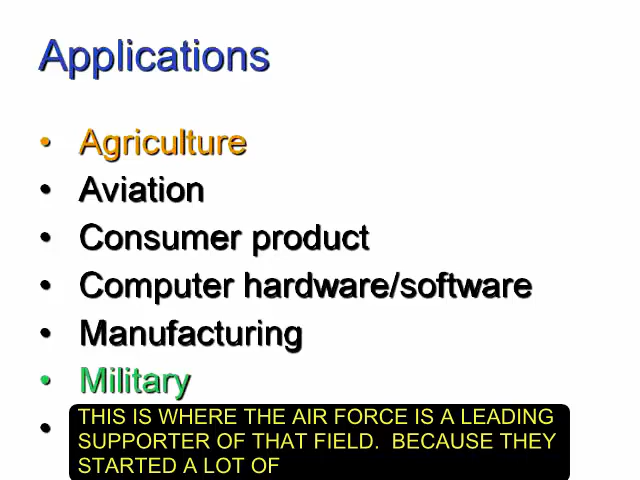 Applications
• Agriculture
• Aviation
• Consumer product
• Computer hardware/software
• Manufacturing
• Military
•
THIS IS WHERE THE AIR FORCE IS A LEADING
SUPPORTER OF THAT FIELD. BECAUSE THEY
STARTED A LOT OF